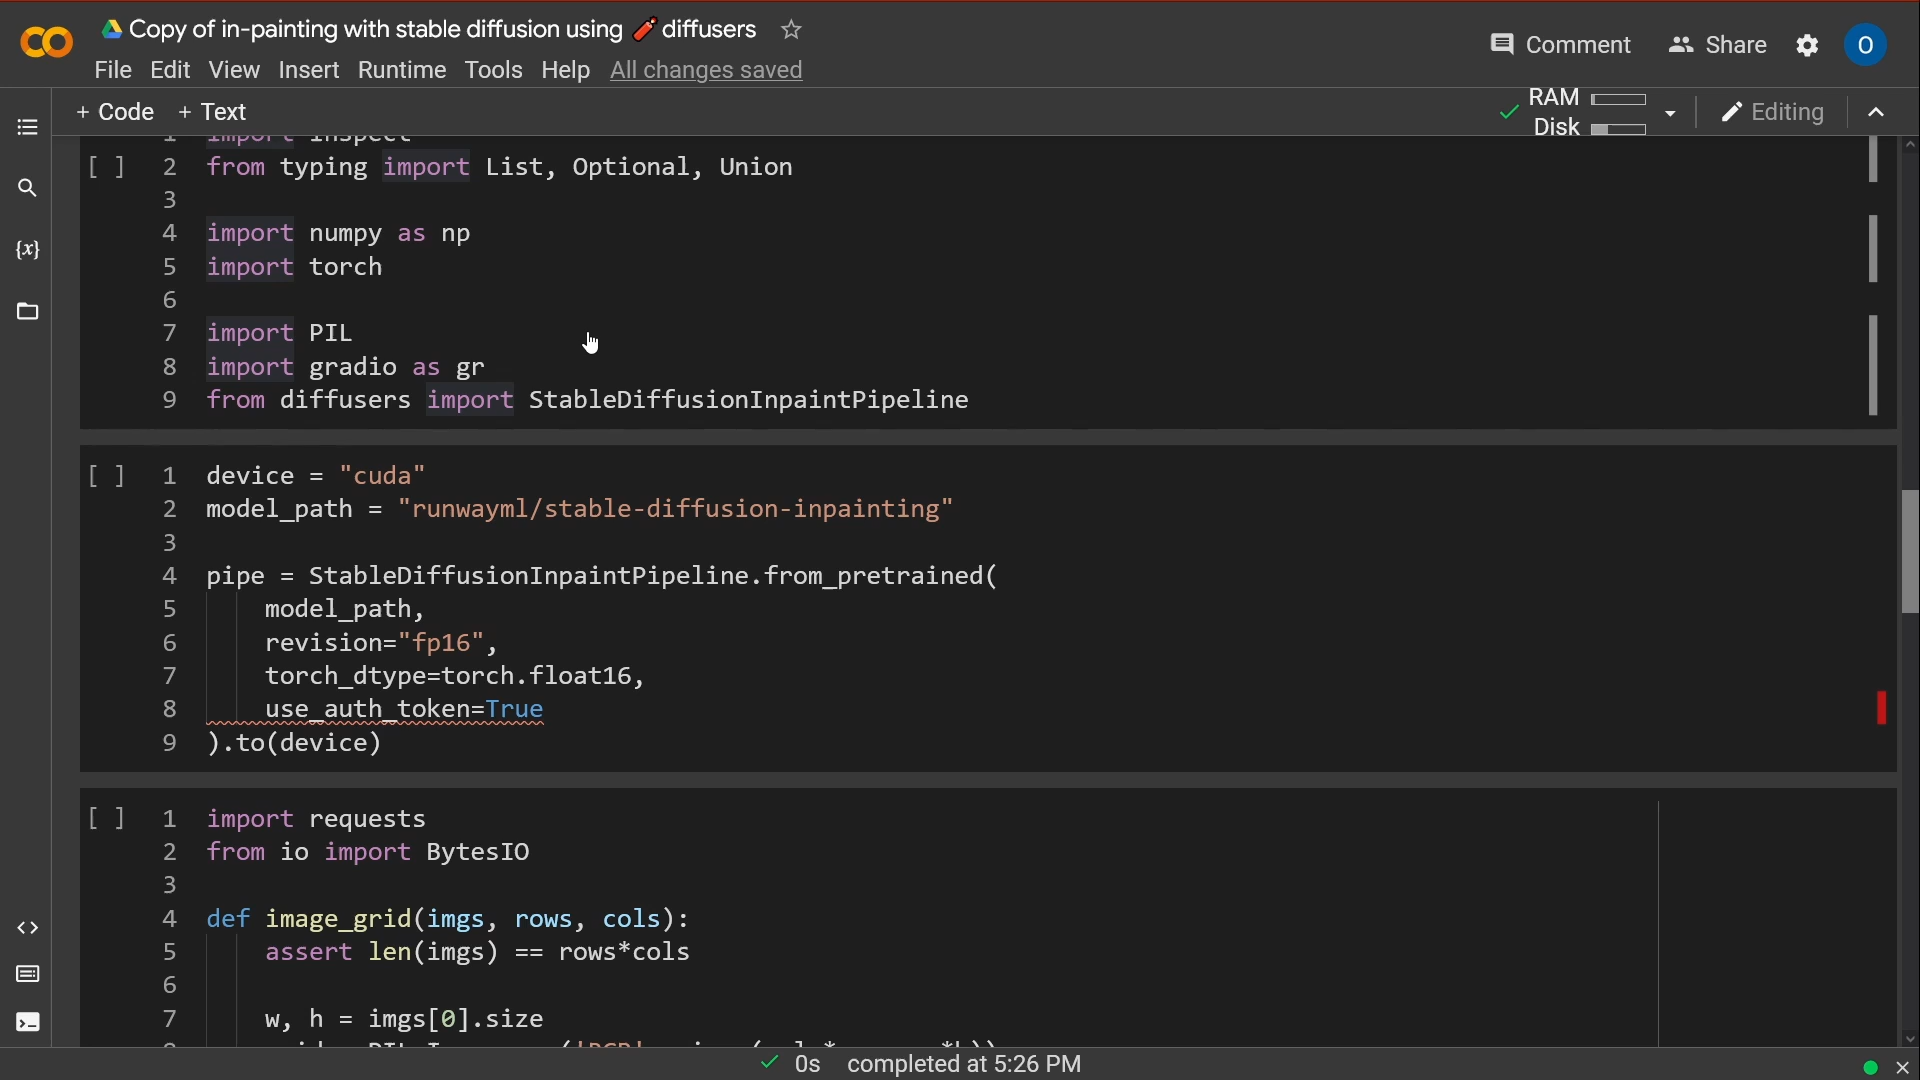 Copy of in-painting with stable diffusion using 🧨 diffusers
Comment
Share
O
File Edit View Insert Runtime Tools Help All changes saved
+ Code + Text
RAM
Disk
Editing
1 import inspect
[ ] 2 from typing import List, Optional, Union
3
4 import numpy as np
5 import torch
6
7 import PIL
8 import gradio as gr
9 from diffusers import StableDiffusionInpaintPipeline
[ ] 1 device = "cuda"
2 model_path = "runwayml/stable-diffusion-inpainting"
3
4 pipe = StableDiffusionInpaintPipeline.from_pretrained(
5 model_path,
6 revision="fp16",
7 torch_dtype=torch.float16,
8 use_auth_token=True
9 ).to(device)
[ ] 1 import requests
2 from io import BytesIO
3
4 def image_grid(imgs, rows, cols):
5 assert len(imgs) == rows*cols
6
7 w, h = imgs[0].size
0s completed at 5:26 PM